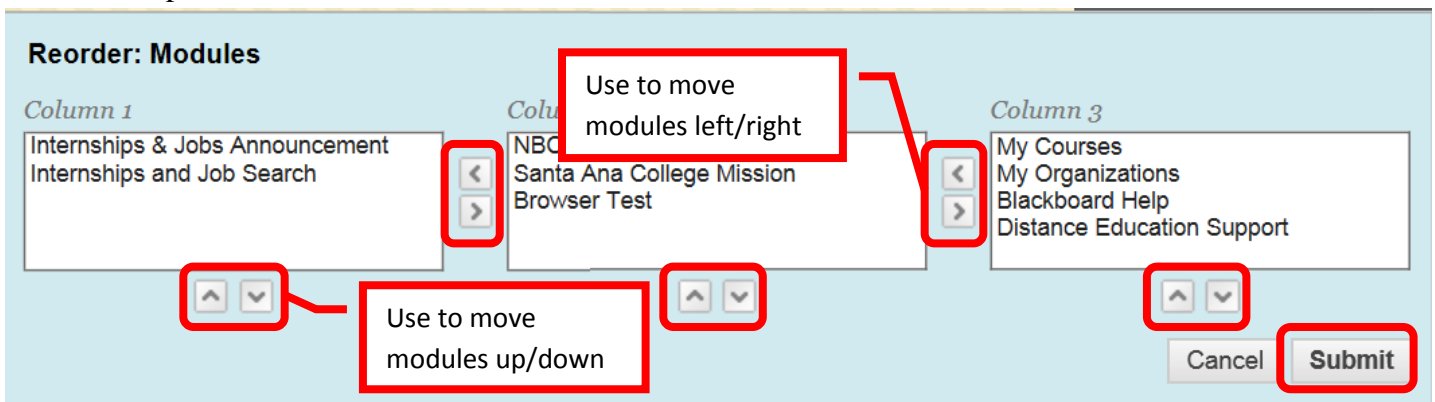 Reorder: Modules
Column 1
Internships & Jobs Announcement
Internships and Job Search
Colu
NBC
Santa Ana College Mission
Browser Test
Column 3
My Courses
My Organizations
Blackboard Help
Distance Education Support
Use to move
modules left/right
Use to move
modules up/down
Cancel
Submit